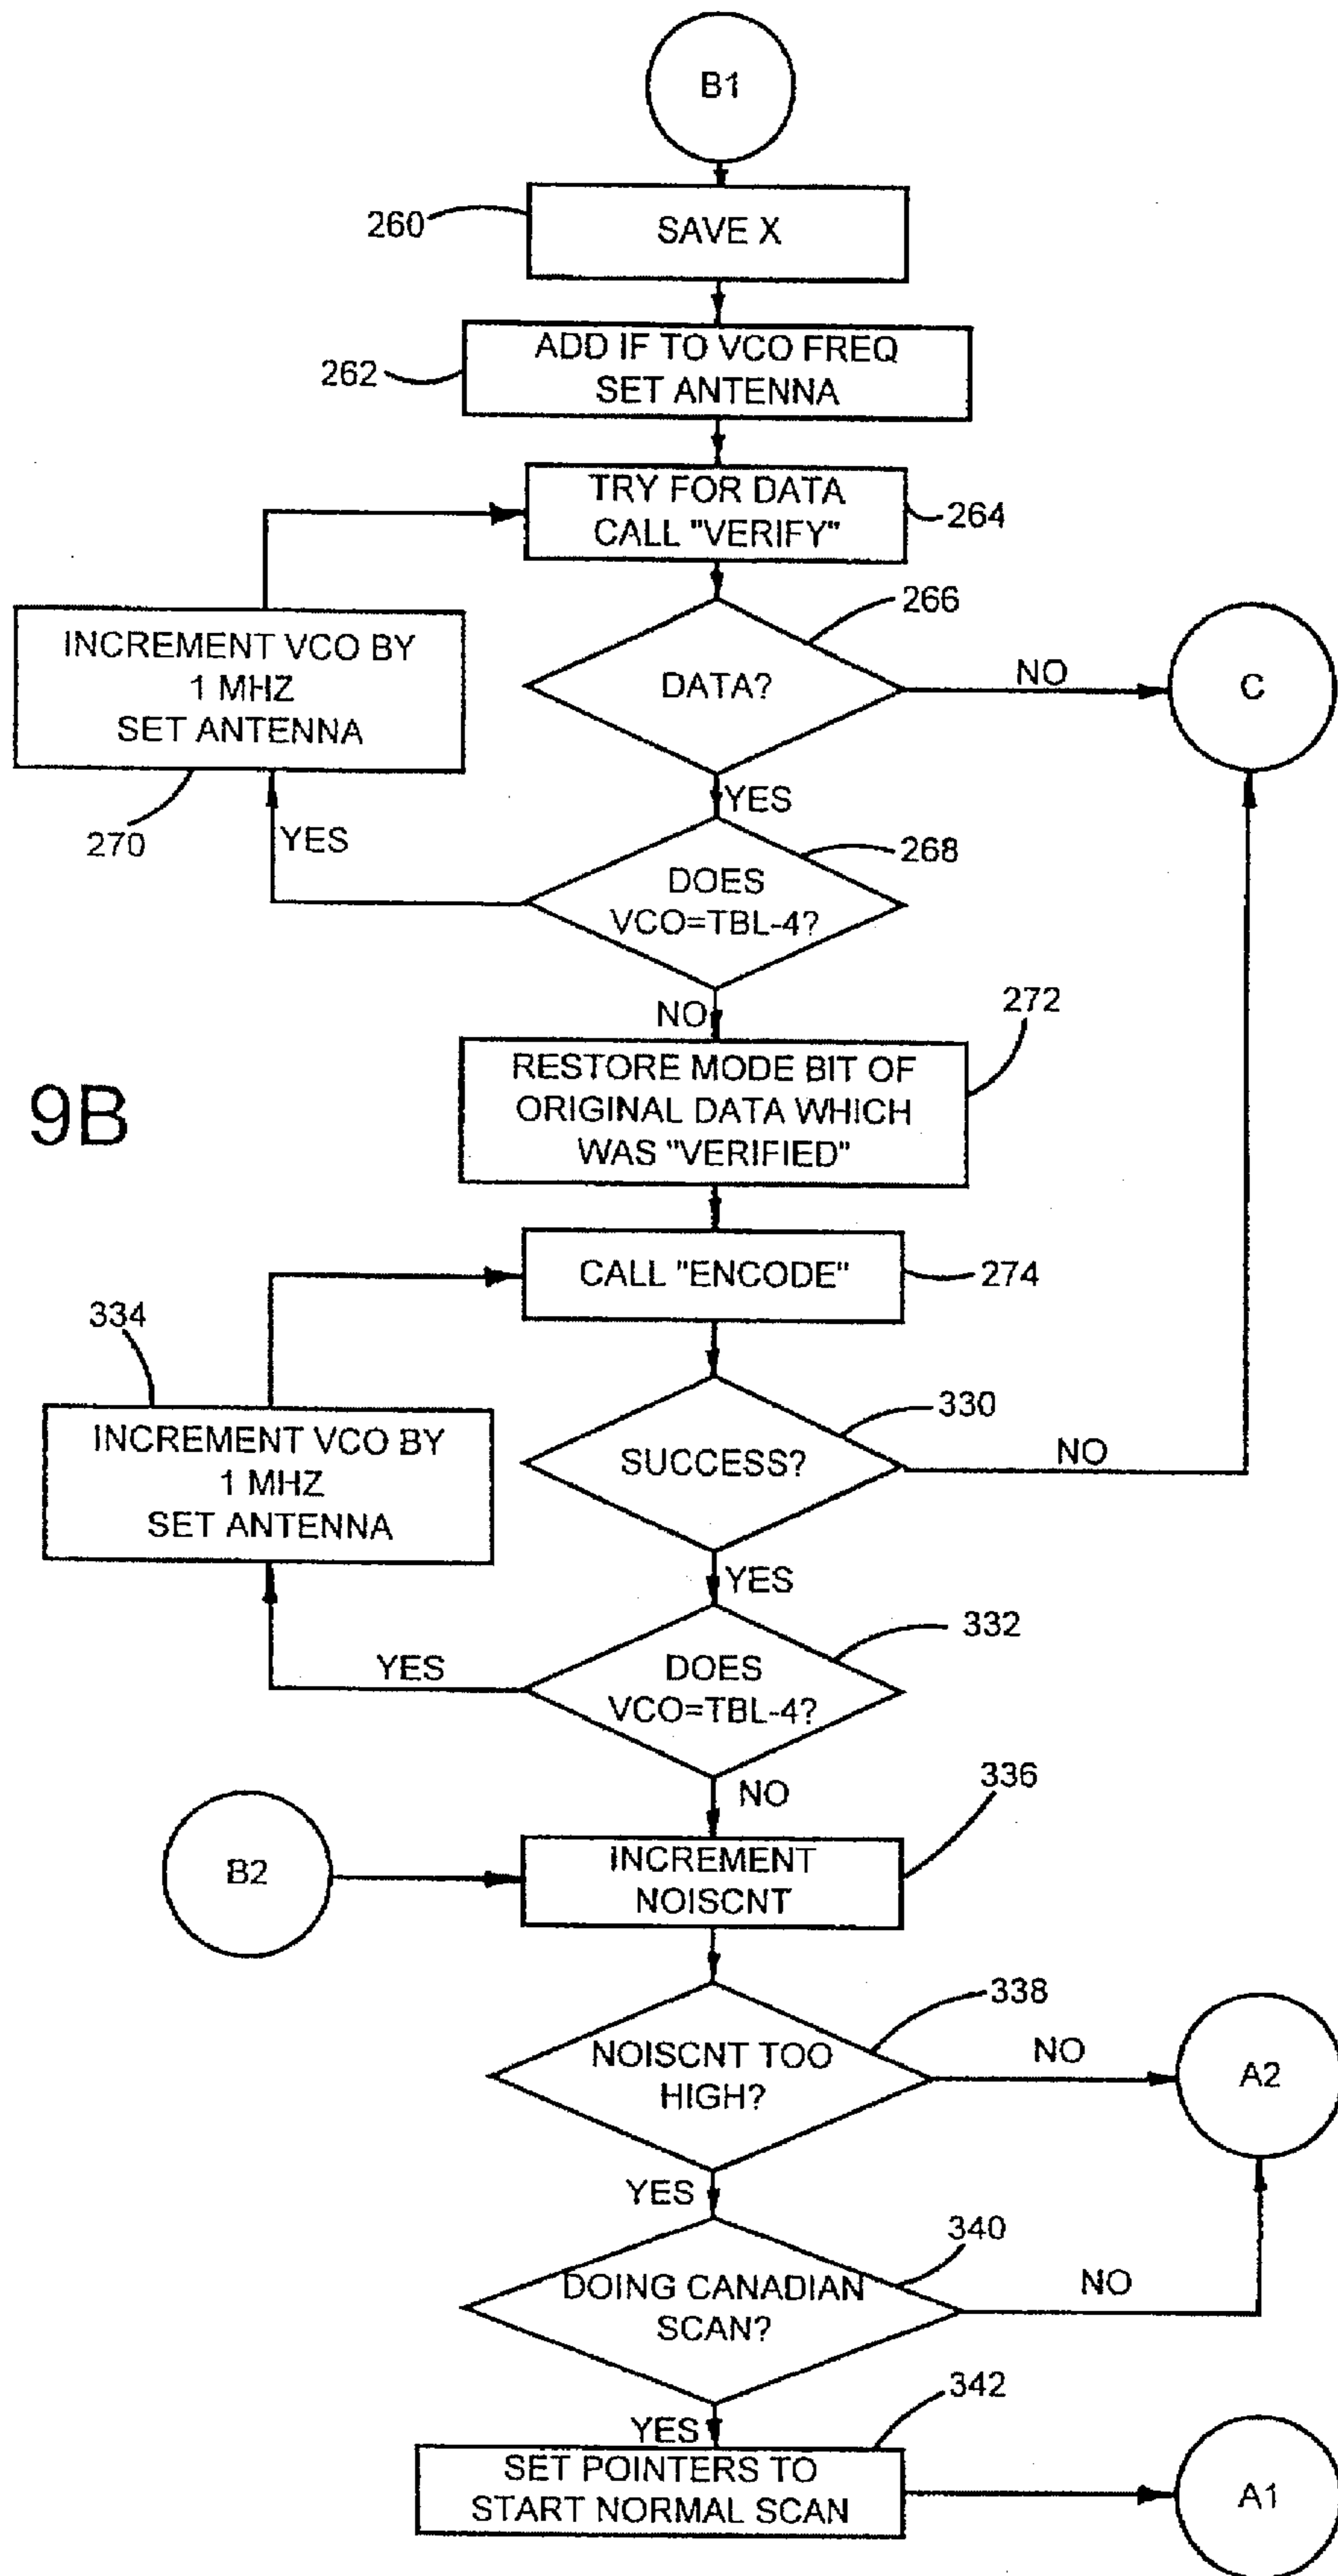 B1
260
SAVE X
262
ADD IF TO VCO FREQ
SET ANTENNA
TRY FOR DATA
CALL "VERIFY"
264
266
INCREMENT VCO BY
1 MHZ
SET ANTENNA
DATA?
NO
C
270
YES
YES
268
DOES
VCO=TBL-4?
272
NO
RESTORE MODE BIT OF
ORIGINAL DATA WHICH
WAS "VERIFIED"
9B
CALL "ENCODE"
274
334
330
INCREMENT VCO BY
1 MHZ
SET ANTENNA
SUCCESS?
NO
YES
332
YES
DOES
VCO=TBL-4?
336
NO
B2
INCREMENT
NOISCNT
338
NOISCNT TOO
HIGH?
NO
A2
YES
340
DOING CANADIAN
SCAN?
NO
342
YES
SET POINTERS TO
START NORMAL SCAN
A1